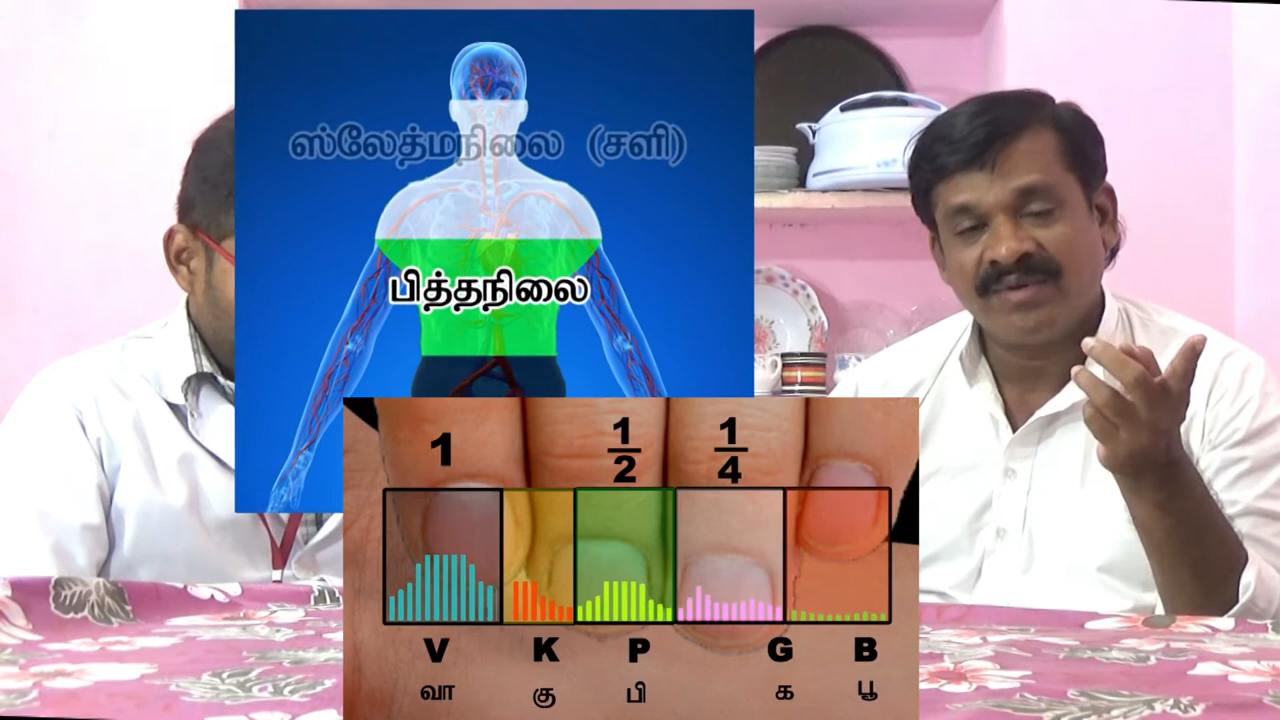 ஸ்லேத்மநிலை (சளி)
பித்தநிலை
1 1/2 1/4
V K P G B
வா கு பி க பூ